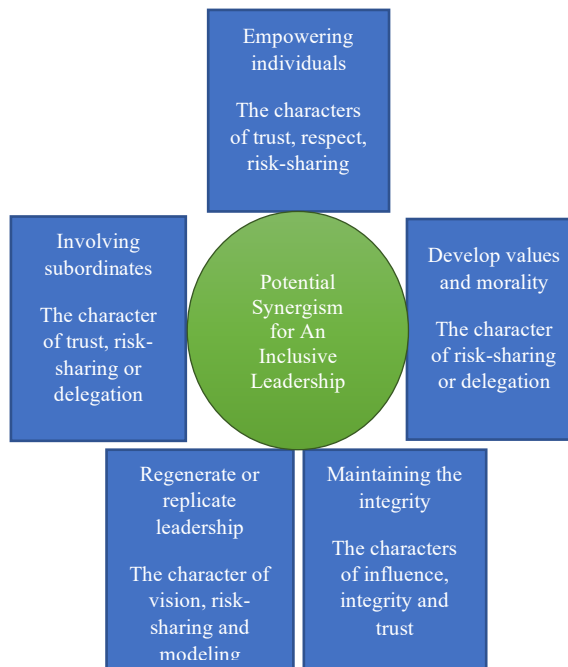 Empowering
individuals
The characters
of trust, respect,
risk-sharing
Involving
subordinates
The character
of trust, risk-
sharing or
delegation
Potential
Synergism
for An
Inclusive
Leadership
Develop values
and morality
The character
of risk-sharing
or delegation
Regenerate or
replicate
leadership
The character of
vision, risk-
sharing and
modeling
Maintaining the
integrity
The characters
of influence,
integrity and
trust